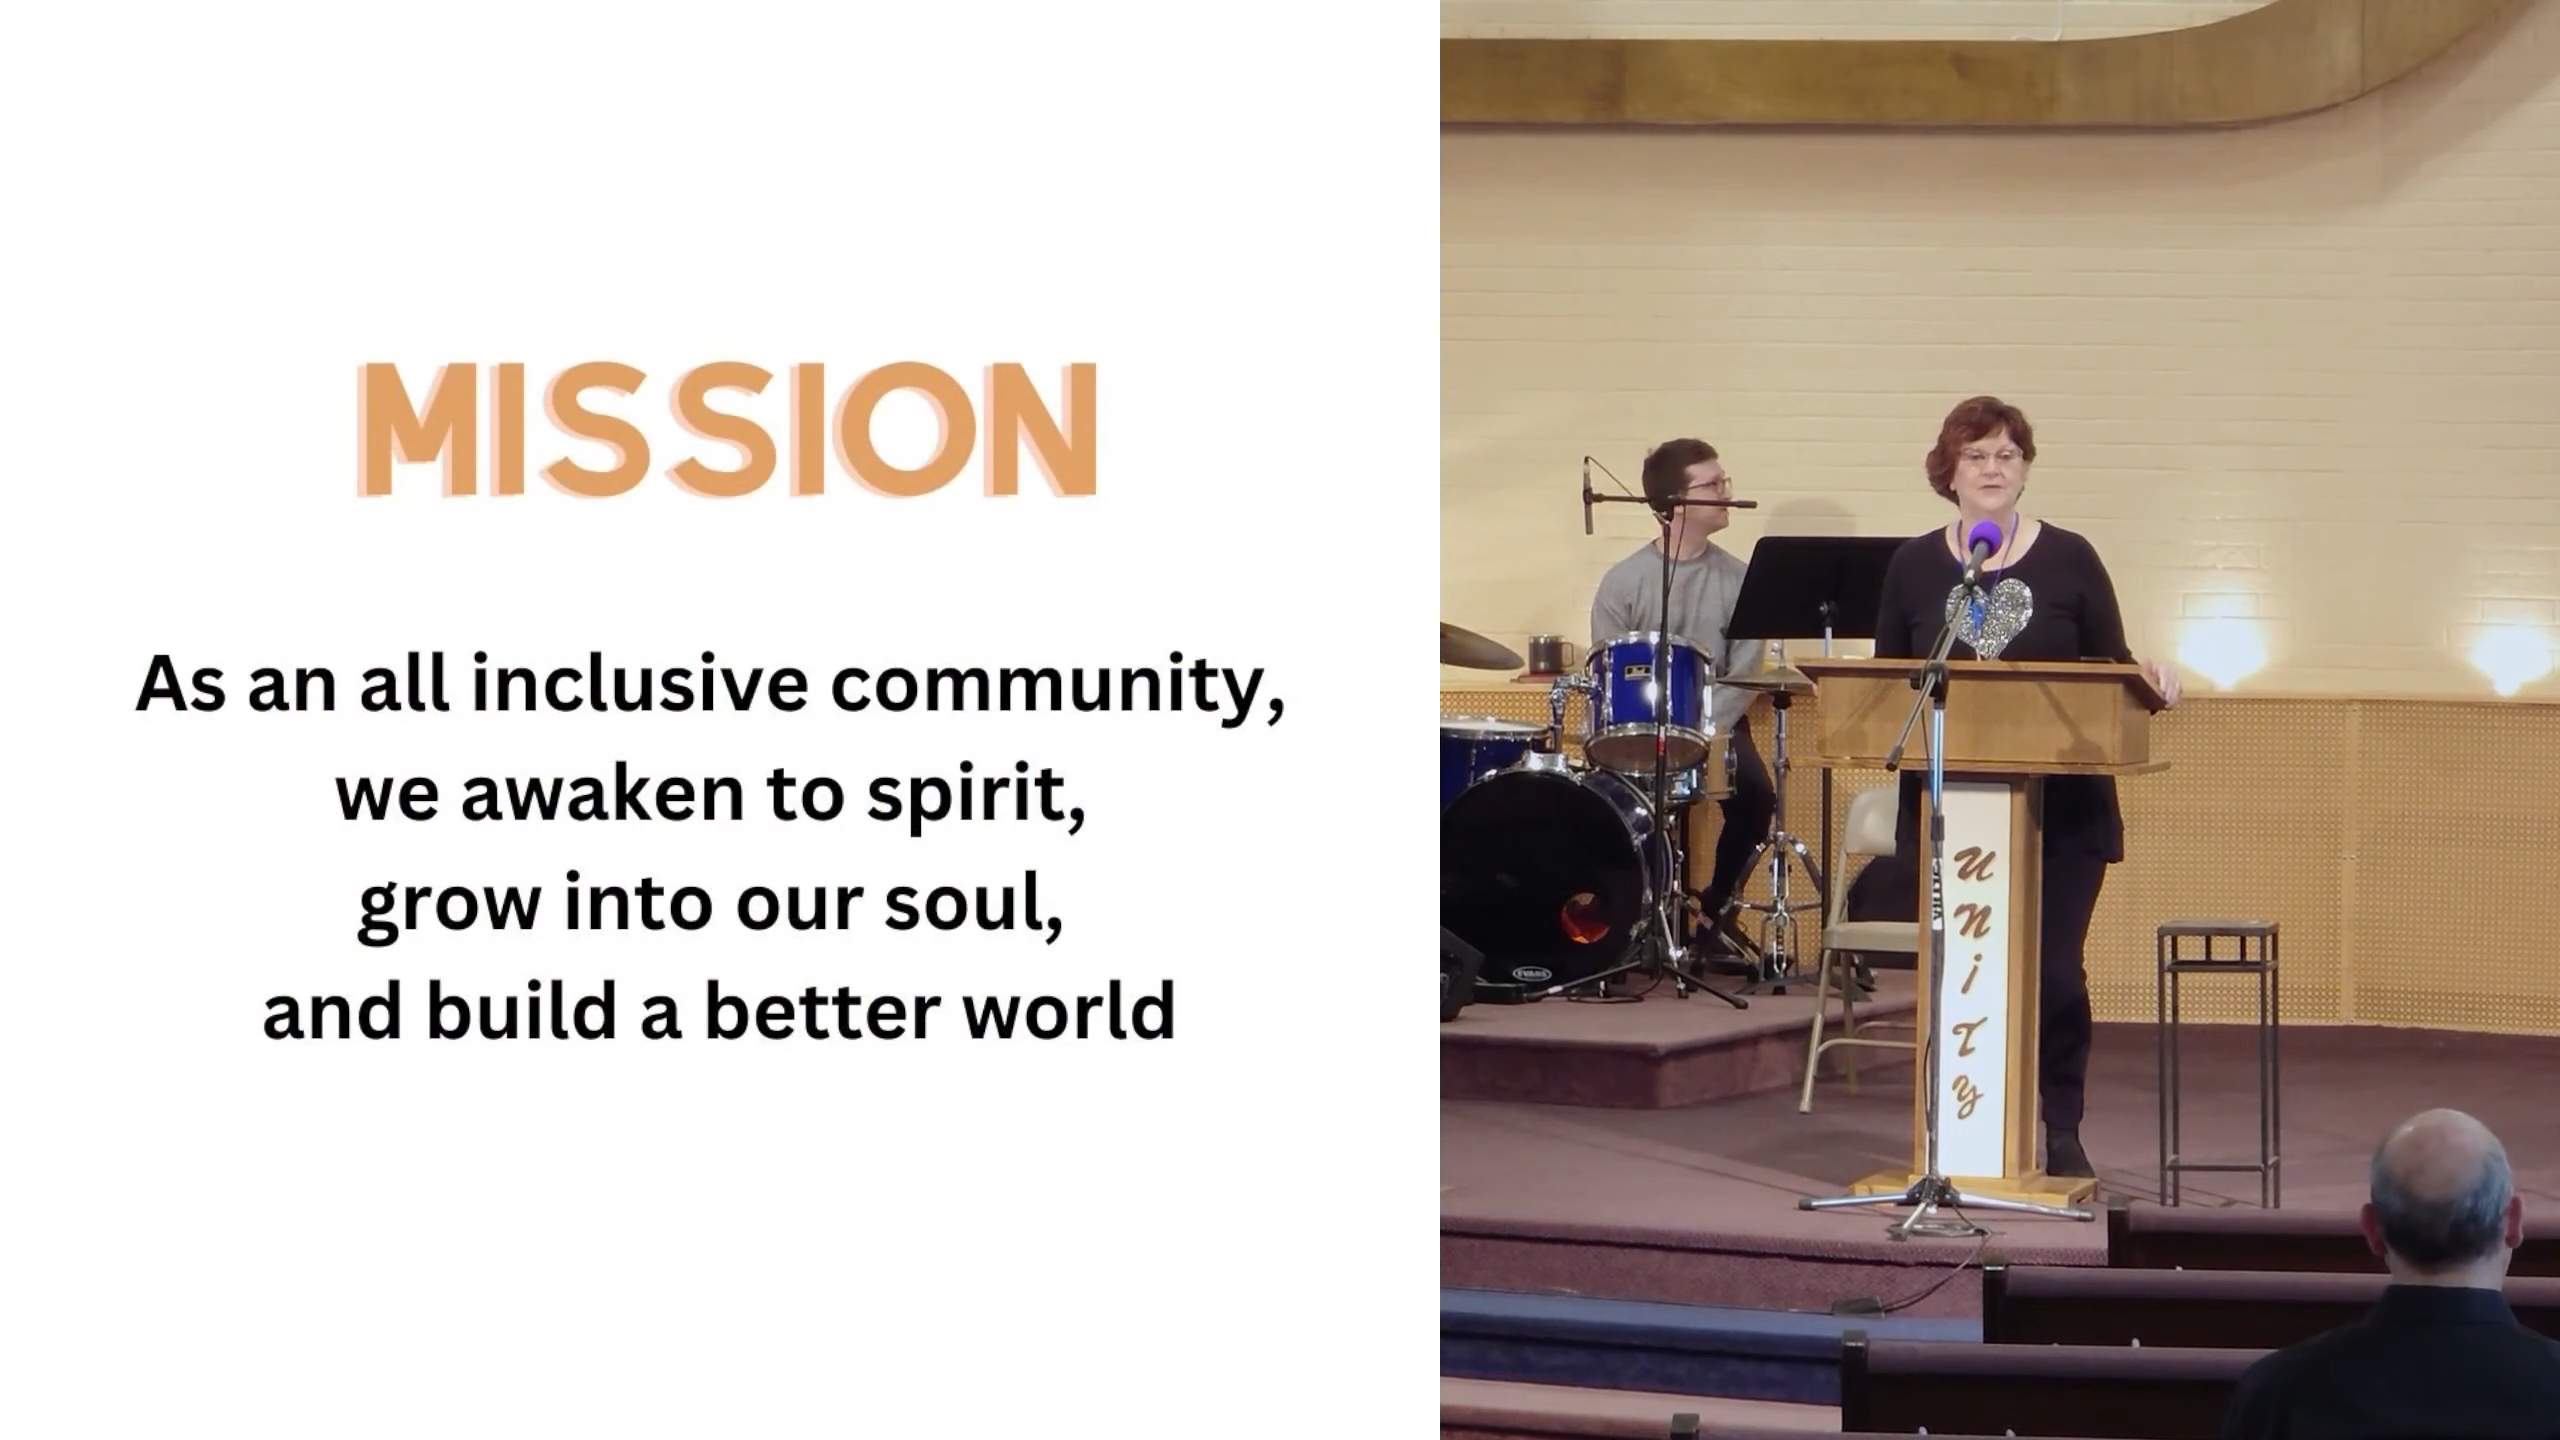 MISSION
As an all inclusive community,
we awaken to spirit,
grow into our soul,
and build a better world
UNiTY
EVANS